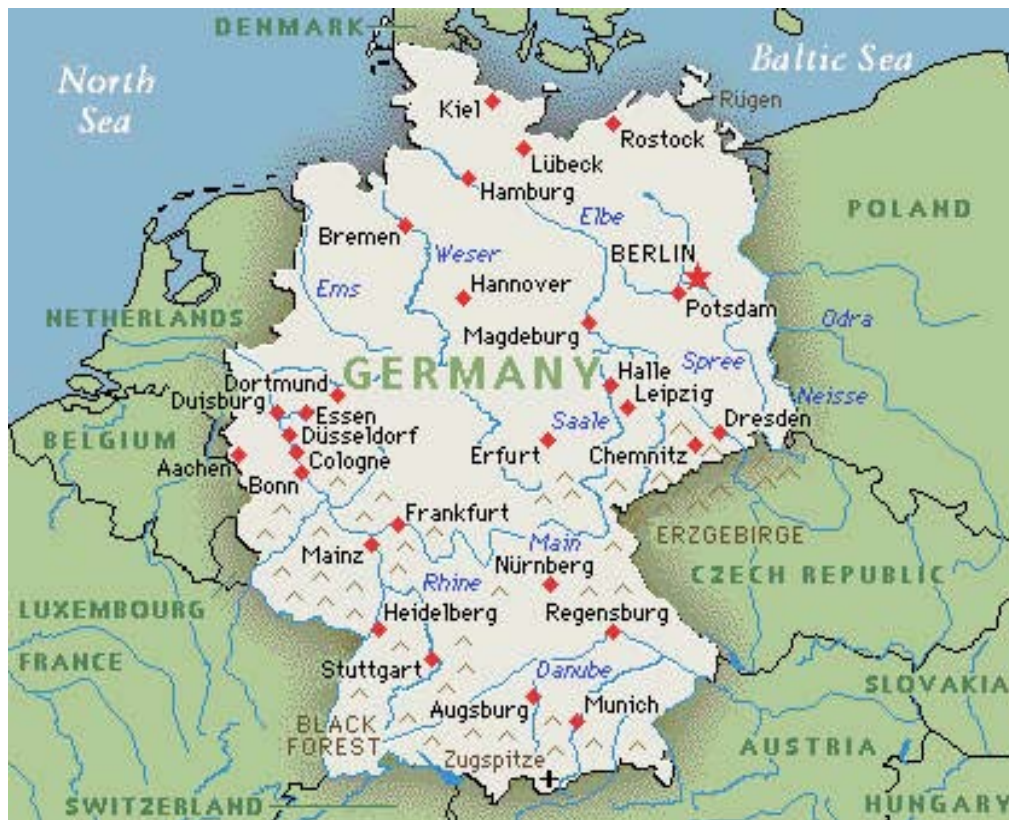 DENMARK
North
Sea
Baltic Sea
Rügen
Kiel
Rostock
Lübeck
Hamburg
Elbe
POLAND
Bremen
Weser
BERLIN
Ems
Hannover
Potsdam
NETHERLANDS
Magdeburg
Odra
GERMANY
Spree
Dortmund
Halle
Leipzig
Neisse
Duisburg
Essen
Saale
Dresden
BELGIUM
Düsseldorf
Aachen
Cologne
Erfurt
Chemnitz
Bonn
Frankfurt
ERZGEBIRGE
Mainz
Main
Nürnberg
CZECH REPUBLIC
Rhine
LUXEMBOURG
Heidelberg
Regensburg
FRANCE
Stuttgart
Danube
SLOVAKIA
Augsburg
Munich
BLACK
FOREST
Zugspitze
AUSTRIA
SWITZERLAND
HUNGARY